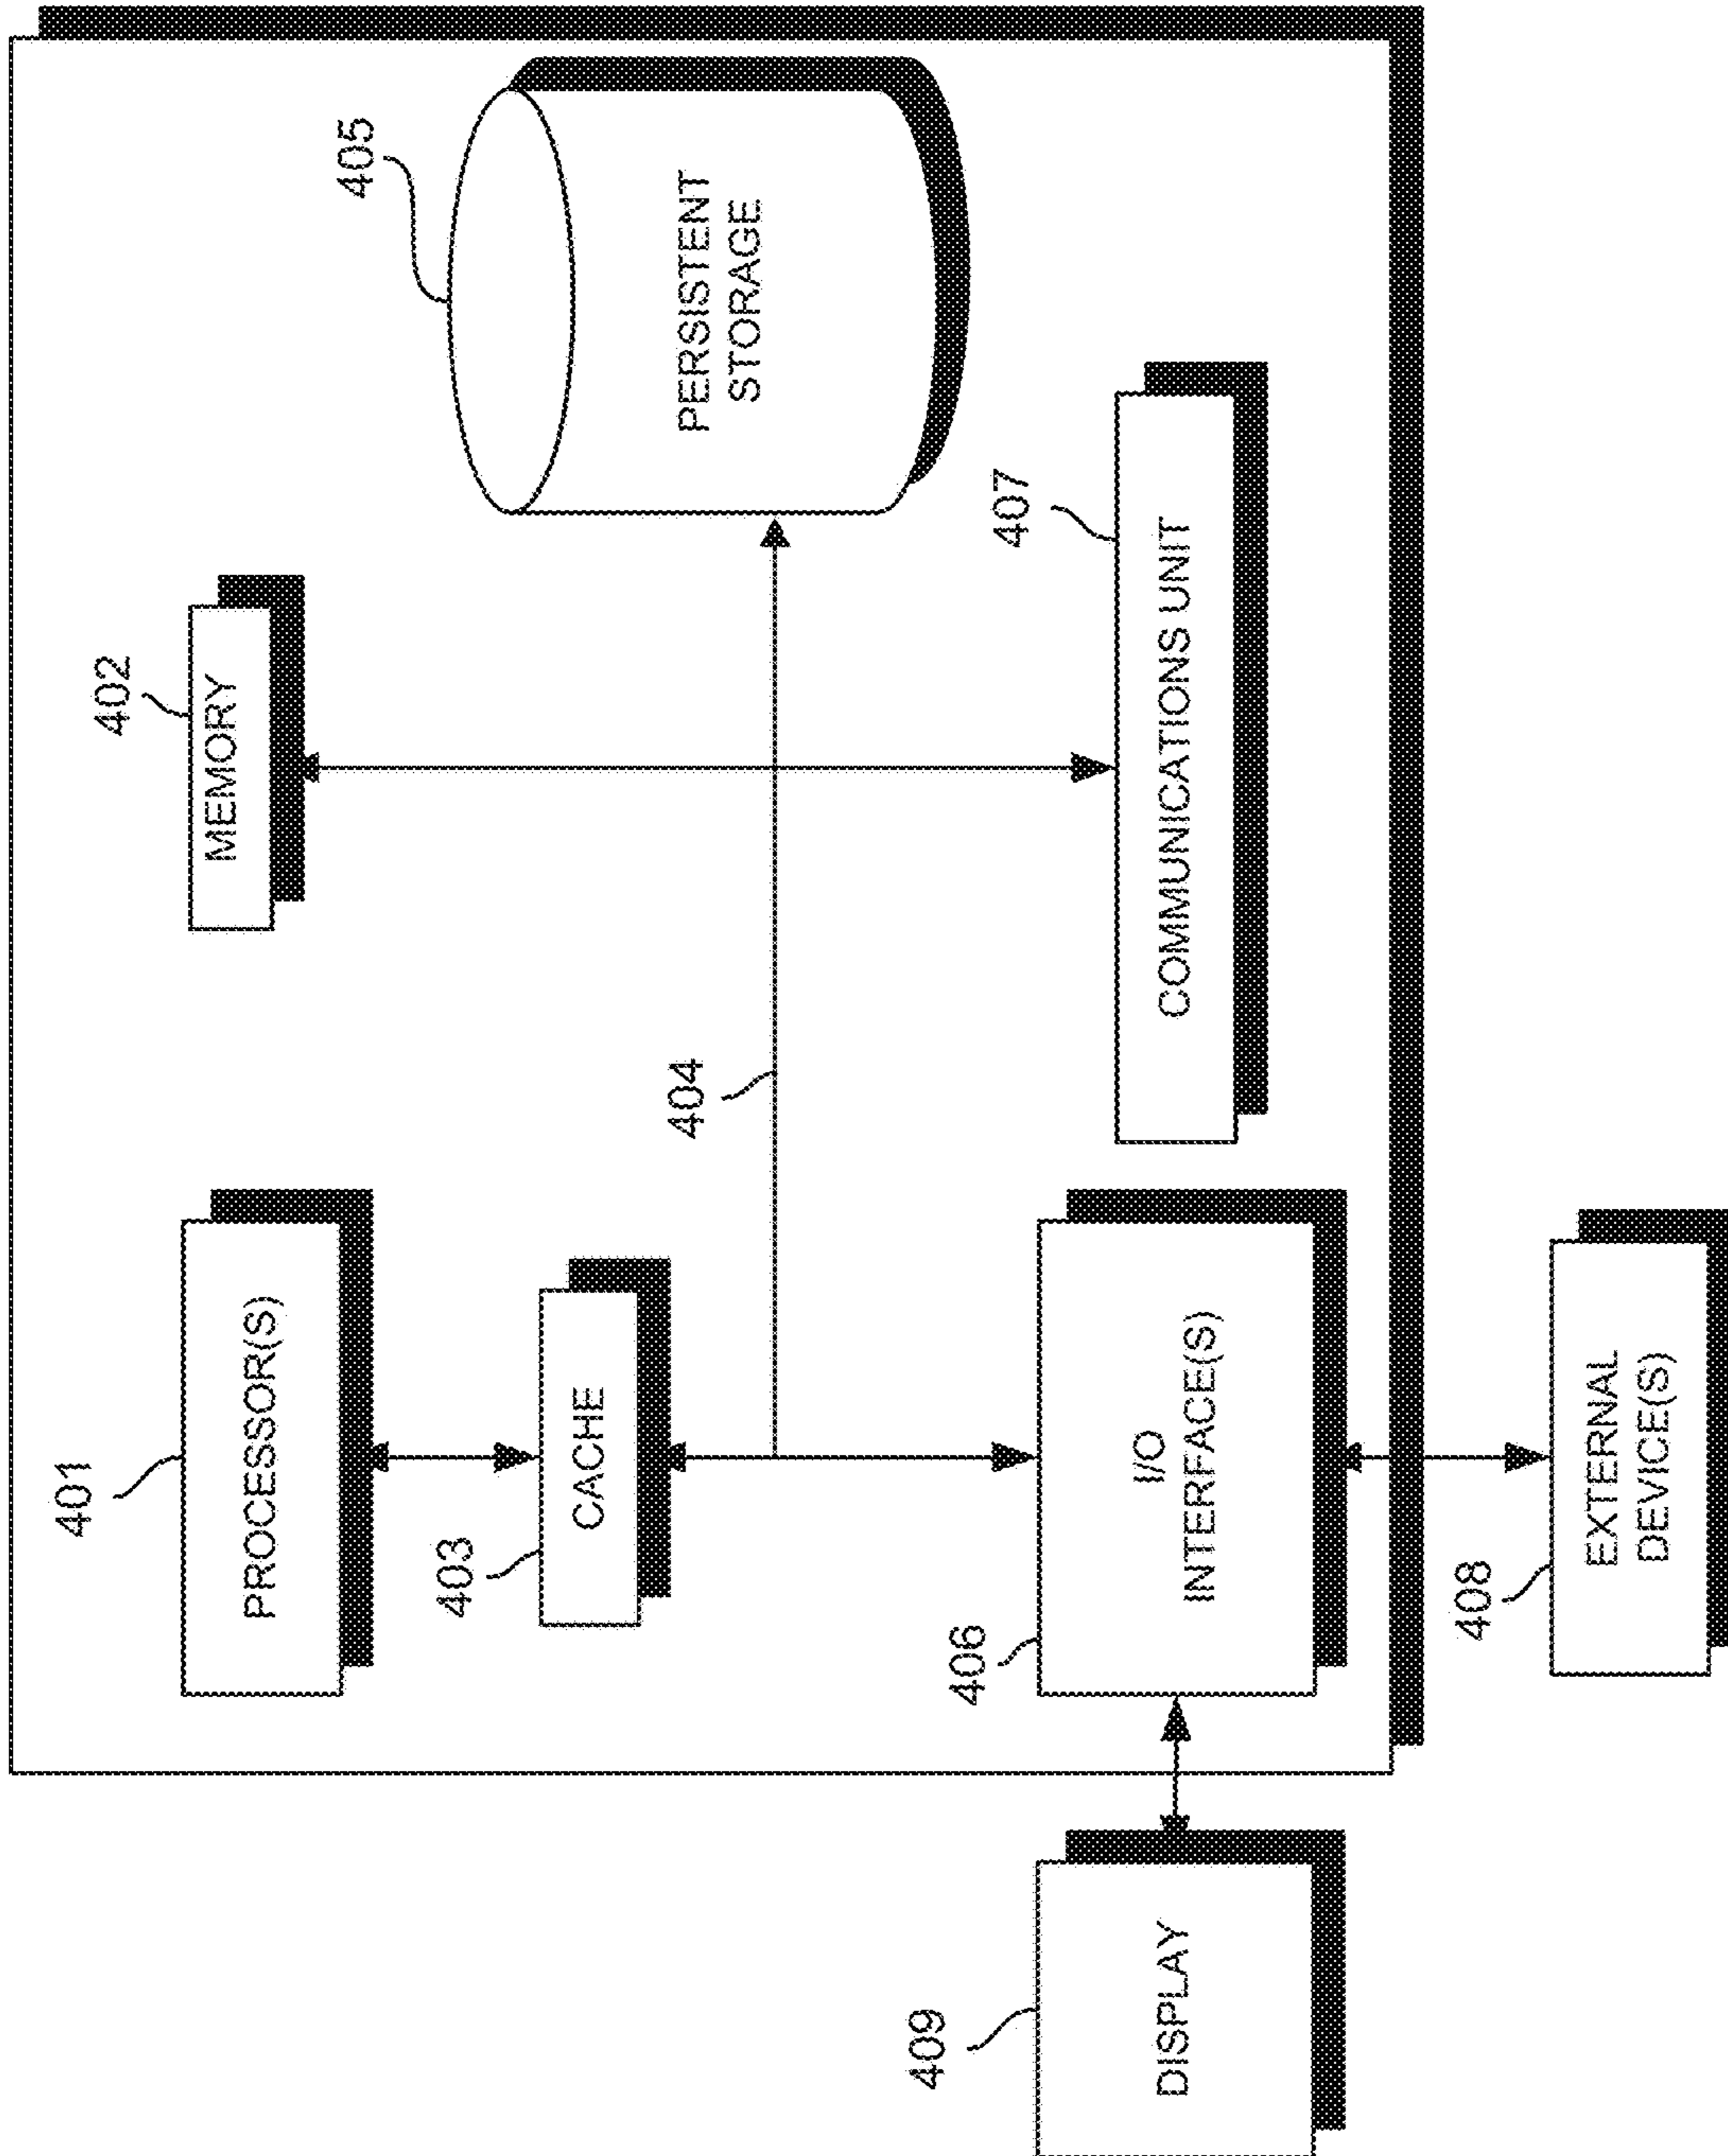 401
PROCESSOR(S)
402
MEMORY
403
CACHE
405
PERSISTENT
STORAGE
404
409
DISPLAY
406
I/O
INTERFACE(S)
407
COMMUNICATIONS UNIT
408
EXTERNAL
DEVICE(S)